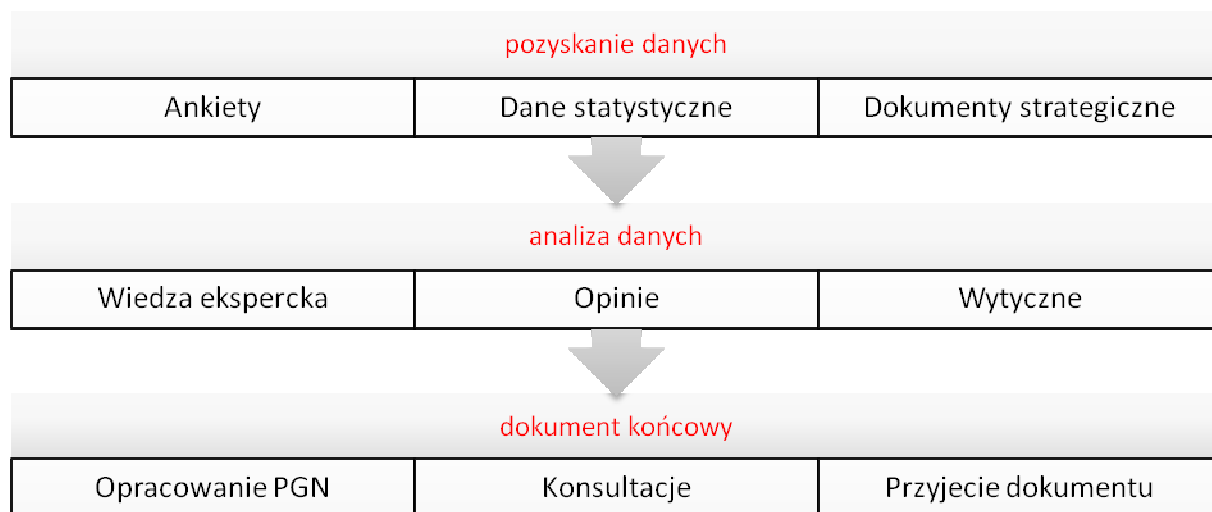 pozyskanie danych
Ankiety
Dane statystyczne
Dokumenty strategiczne
analiza danych
Wiedza ekspercka
Opinie
Wytyczne
dokument końcowy
Opracowanie PGN
Konsultacje
Przyjecie dokumentu